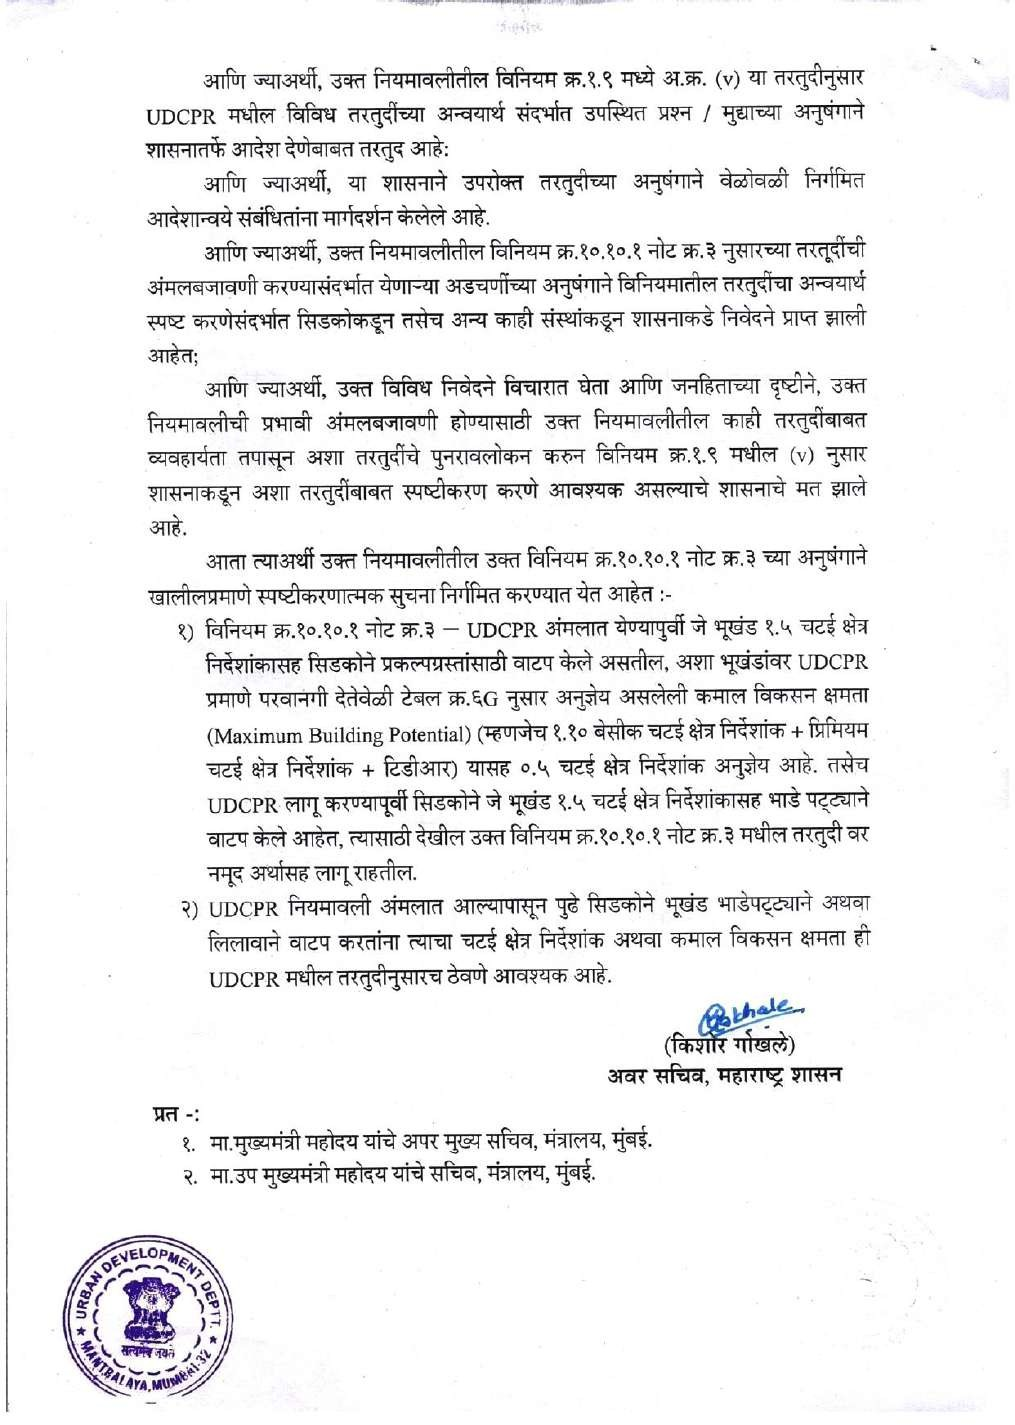 आणि ज्याअर्थी, उक्त नियमावलीतील विनियम क्र.१.९ मध्ये अ.क्र. (v) या तरतुदीनुसार
UDCPR मधील विविध तरतुदींच्या अन्वयार्थ संदर्भात उपस्थित प्रश्न / मुद्याच्या अनुषंगाने
शासनातर्फे आदेश देणेबाबत तरतुद आहे:
आणि ज्याअर्थी, या शासनाने उपरोक्त तरतुदीच्या अनुषंगाने वेळोवळी निर्गमित
आदेशान्वये संबंधितांना मार्गदर्शन केलेले आहे.
आणि ज्याअर्थी, उक्त नियमावलीतील विनियम क्र.१०.१०.१ नोट क्र.३ नुसारच्या तरतूदींची
अंमलबजावणी करण्यासंदर्भात येणाऱ्या अडचणींच्या अनुषंगाने विनियमातील तरतुदींचा अन्वयार्थ
स्पष्ट करणेसंदर्भात सिडकोकडून तसेच अन्य काही संस्थांकडून शासनाकडे निवेदने प्राप्त झाली
आहेत;
आणि ज्याअर्थी, उक्त विविध निवेदने विचारात घेता आणि जनहिताच्या दृष्टीने, उक्त
नियमावलीची प्रभावी अंमलबजावणी होण्यासाठी उक्त नियमावलीतील काही तरतुदींबाबत
व्यवहार्यता तपासून अशा तरतुदींचे पुनरावलोकन करुन विनियम क्र.१.९ मधील (v) नुसार
शासनाकडून अशा तरतुदींबाबत स्पष्टीकरण करणे आवश्यक असल्याचे शासनाचे मत झाले
आहे.
आता त्याअर्थी उक्त नियमावलीतील उक्त विनियम क्र.१०.१०.१ नोट क्र.३ च्या अनुषंगाने
खालीलप्रमाणे स्पष्टीकरणात्मक सुचना निर्गमित करण्यात येत आहेत :-
१) विनियम क्र.१०.१०.१ नोट क्र.३ – UDCPR अंमलात येण्यापुर्वी जे भूखंड १.५ चटई क्षेत्र
निर्देशांकासह सिडकोने प्रकल्पग्रस्तांसाठी वाटप केले असतील, अशा भूखंडांवर UDCPR
प्रमाणे परवानगी देतेवेळी टेबल क्र.६G नुसार अनुज्ञेय असलेली कमाल विकसन क्षमता
(Maximum Building Potential) (म्हणजेच १.१० बेसीक चटई क्षेत्र निर्देशांक + प्रिमियम
चटई क्षेत्र निर्देशांक + टिडीआर) यासह ०.५ चटई क्षेत्र निर्देशांक अनुज्ञेय आहे. तसेच
UDCPR लागू करण्यापूर्वी सिडकोने जे भूखंड १.५ चटई क्षेत्र निर्देशांकासह भाडे पट्ट्याने
वाटप केले आहेत, त्यासाठी देखील उक्त विनियम क्र.१०.१०.१ नोट क्र.३ मधील तरतुदी वर
नमूद अर्थासह लागू राहतील.
२) UDCPR नियमावली अंमलात आल्यापासून पुढे सिडकोने भूखंड भाडेपट्ट्याने अथवा
लिलावाने वाटप करतांना त्याचा चटई क्षेत्र निर्देशांक अथवा कमाल विकसन क्षमता ही
UDCPR मधील तरतुदीनुसारच ठेवणे आवश्यक आहे.
(किशोर गोखले)
अवर सचिव, महाराष्ट्र शासन
प्रत -:
१. मा.मुख्यमंत्री महोदय यांचे अपर मुख्य सचिव, मंत्रालय, मुंबई.
२. मा.उप मुख्यमंत्री महोदय यांचे सचिव, मंत्रालय, मुंबई.
URBAN DEVELOPMENT DEPTT.
सत्यमेव जयते
★ MANTRALAYA, MUMBAI-32 ★